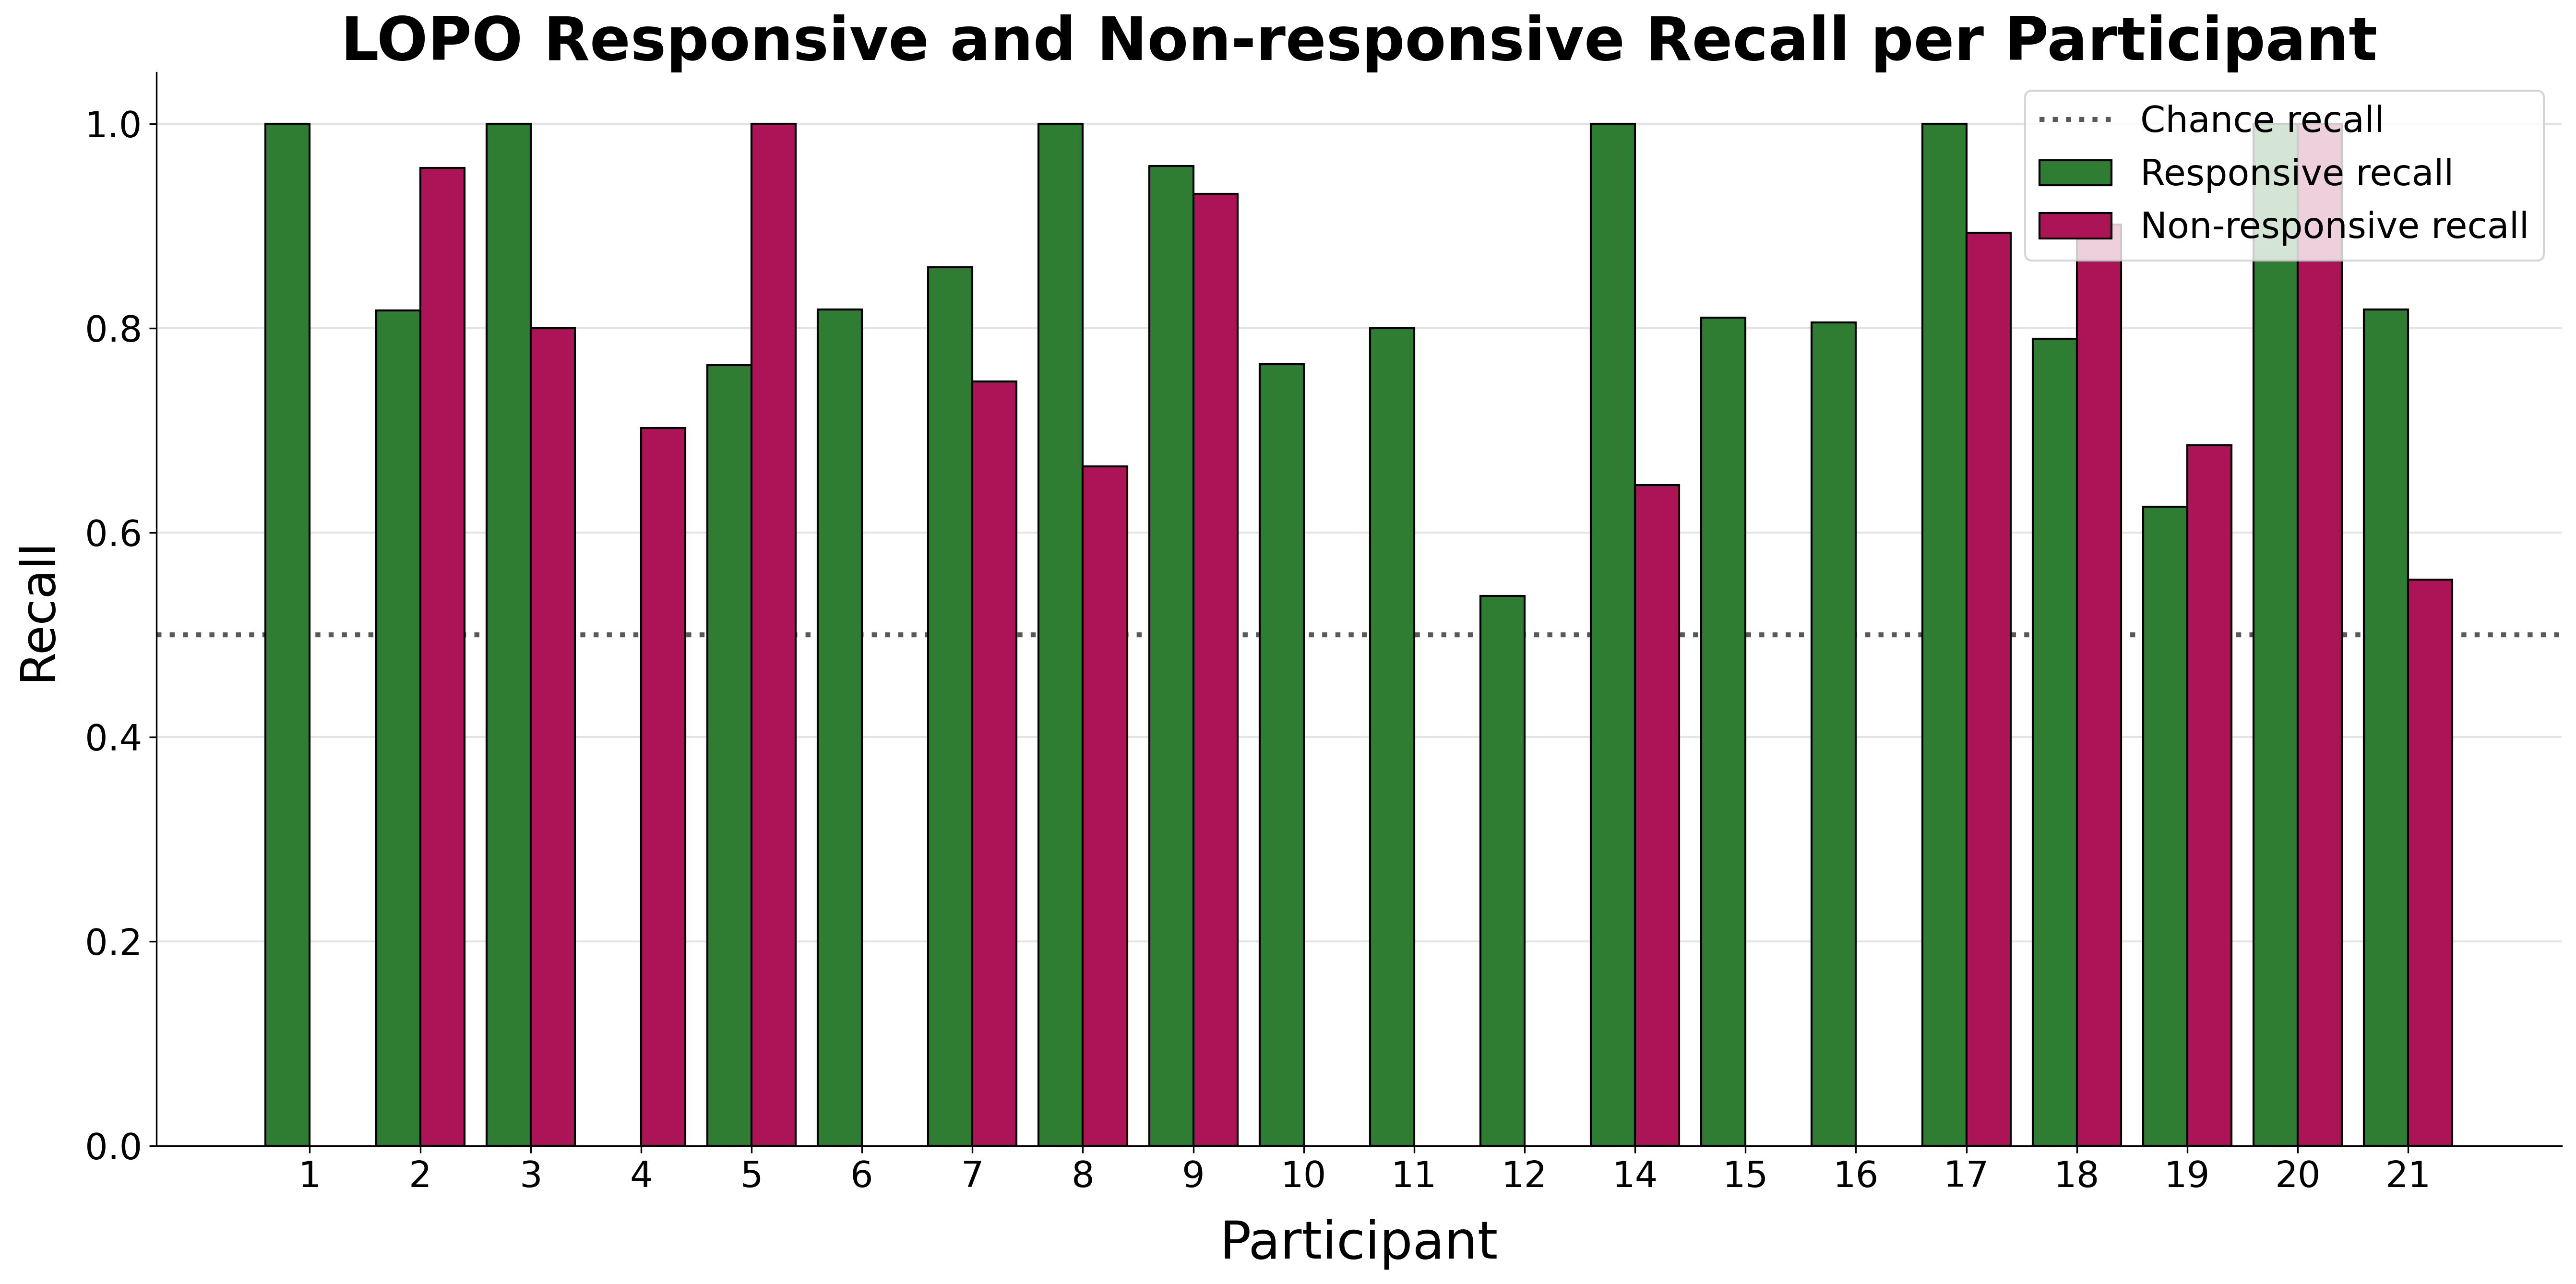 LOPO Responsive and Non-responsive Recall per Participant
Chance recall
Responsive recall
Non-responsive recall
1.0
0.8
0.6
0.4
0.2
0.0
Recall
1 2 3 4 5 6 7 8 9 10 11 12 14 15 16 17 18 19 20 21
Participant